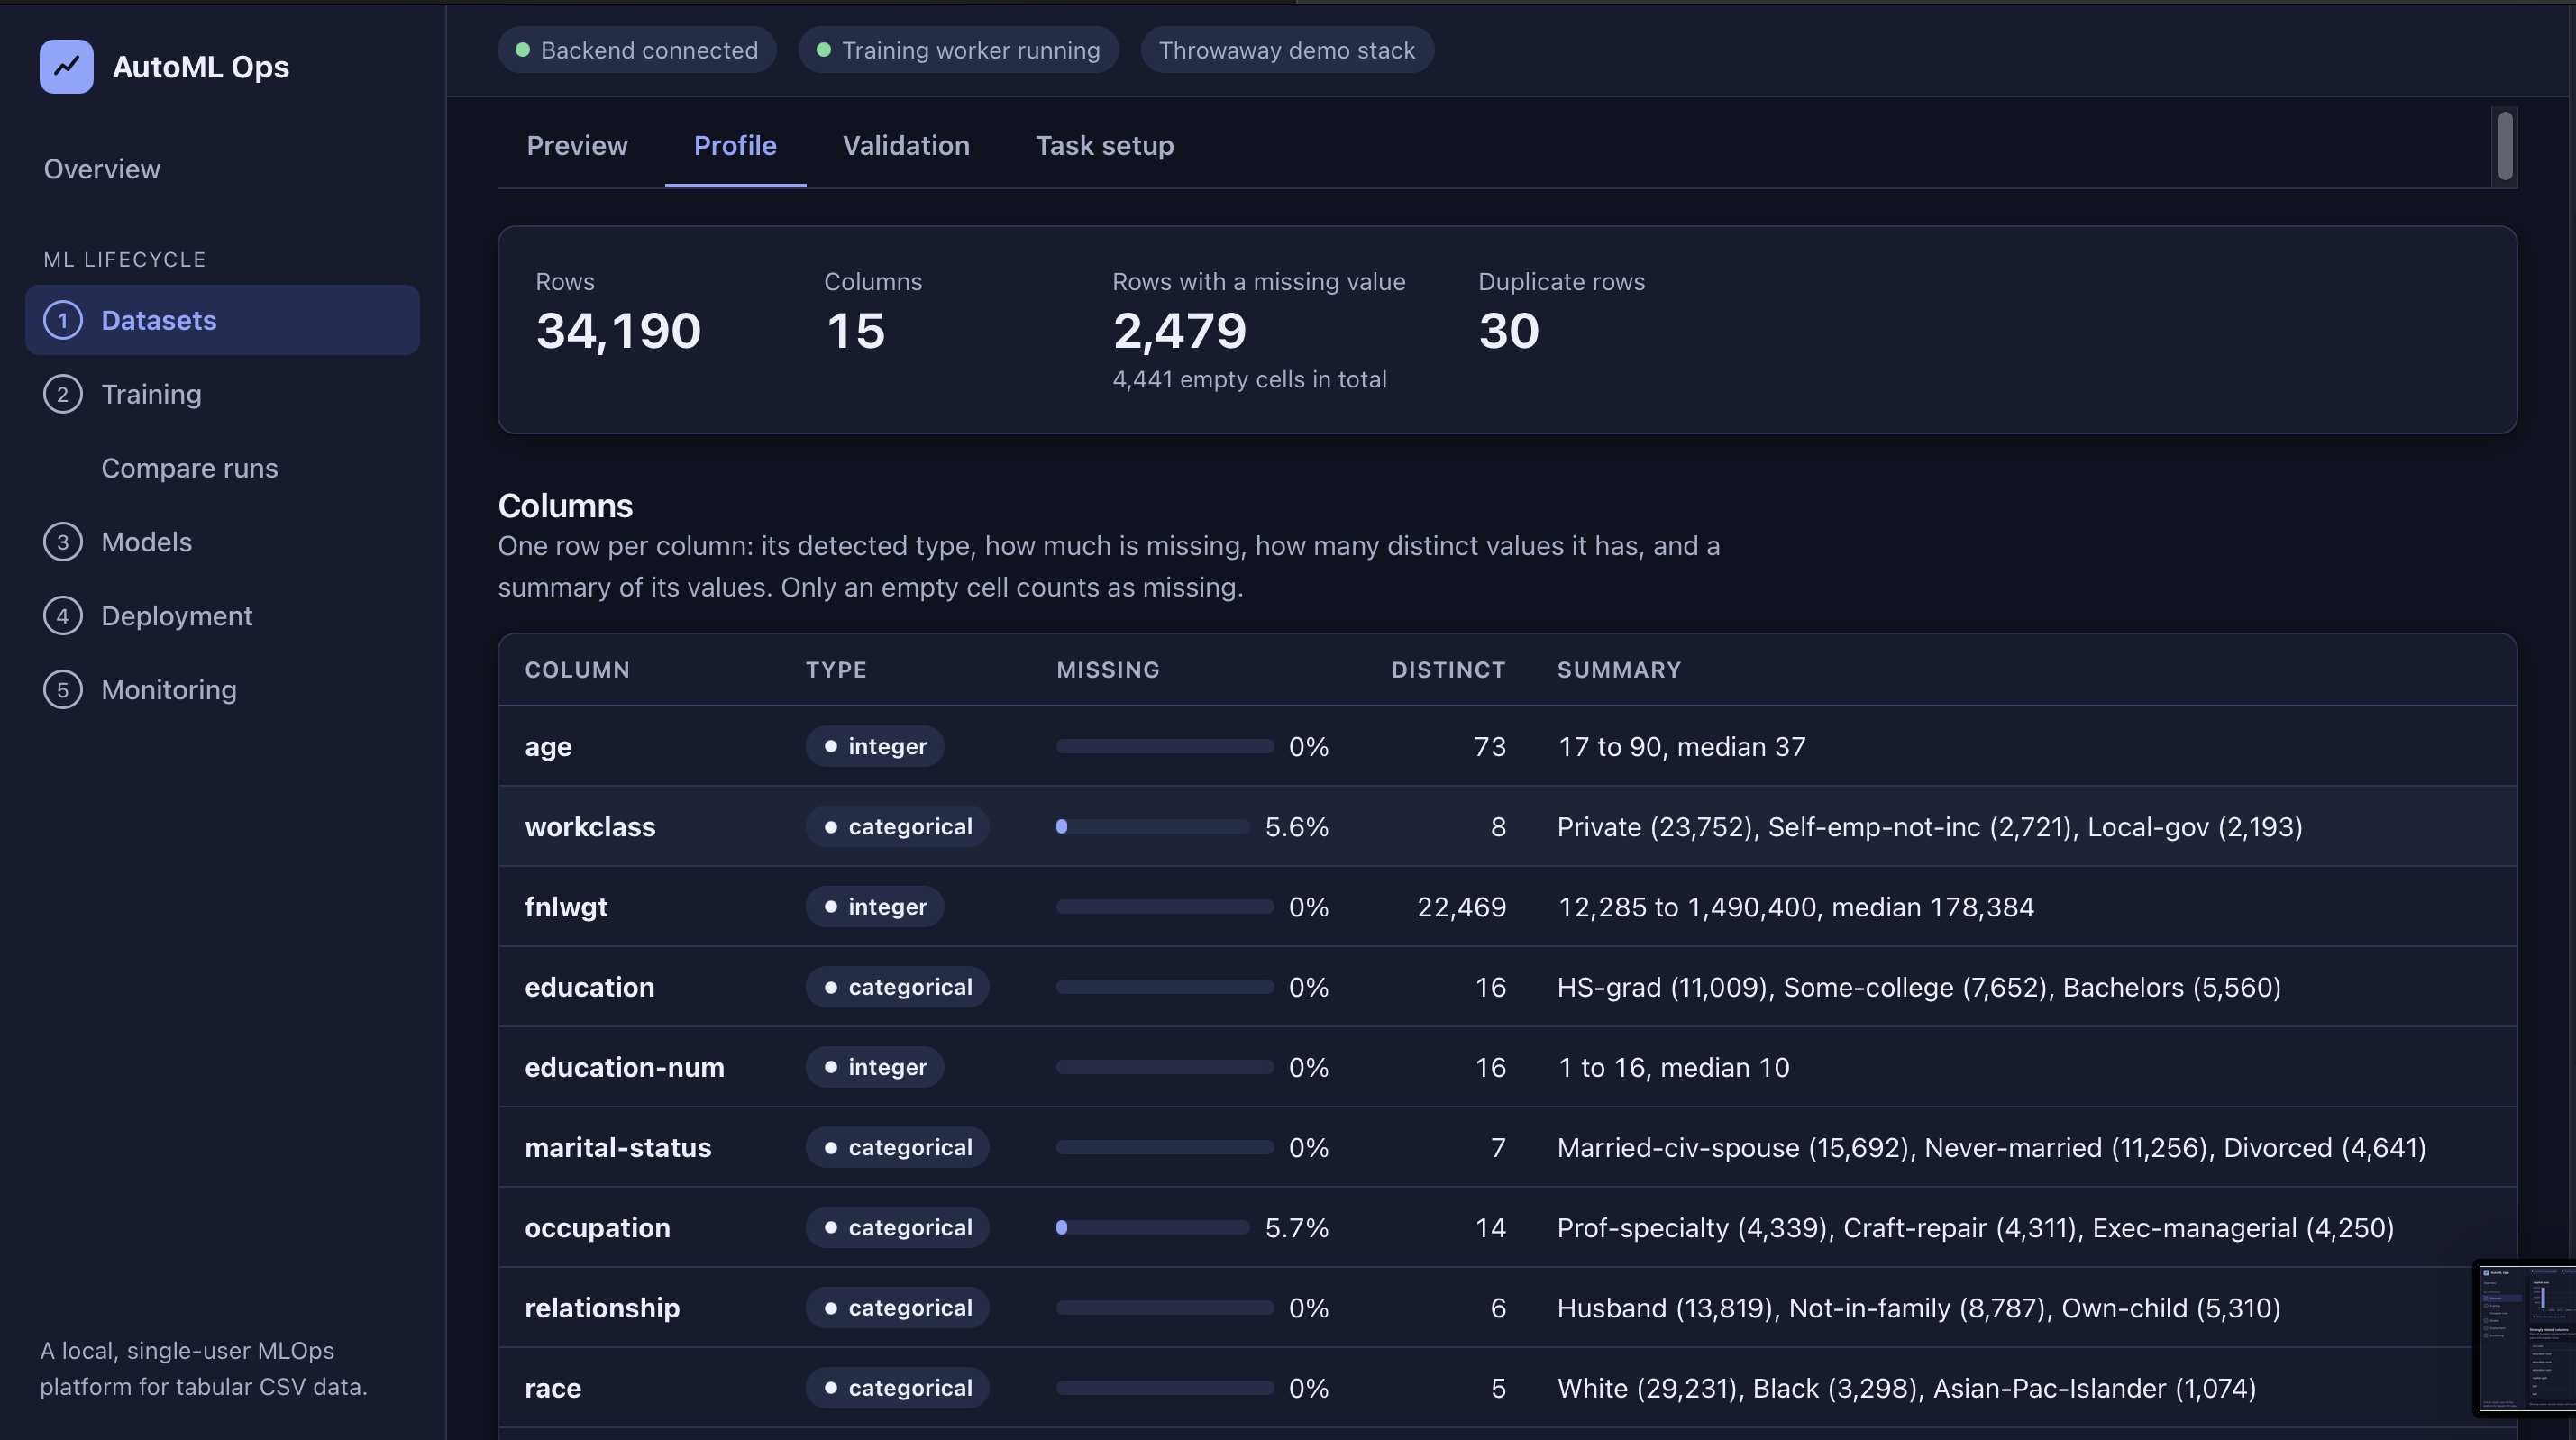 AutoML Ops
Overview
ML LIFECYCLE
1 Datasets
2 Training
Compare runs
3 Models
4 Deployment
5 Monitoring
A local, single-user MLOps
platform for tabular CSV data.
Backend connected
Training worker running
Throwaway demo stack
Preview Profile Validation Task setup
Rows Columns Rows with a missing value Duplicate rows
34,190 15 2,479 30
4,441 empty cells in total
Columns
One row per column: its detected type, how much is missing, how many distinct values it has, and a
summary of its values. Only an empty cell counts as missing.
COLUMN TYPE MISSING DISTINCT SUMMARY
age integer 0% 73 17 to 90, median 37
workclass categorical 5.6% 8 Private (23,752), Self-emp-not-inc (2,721), Local-gov (2,193)
fnlwgt integer 0% 22,469 12,285 to 1,490,400, median 178,384
education categorical 0% 16 HS-grad (11,009), Some-college (7,652), Bachelors (5,560)
education-num integer 0% 16 1 to 16, median 10
marital-status categorical 0% 7 Married-civ-spouse (15,692), Never-married (11,256), Divorced (4,641)
occupation categorical 5.7% 14 Prof-specialty (4,339), Craft-repair (4,311), Exec-managerial (4,250)
relationship categorical 0% 6 Husband (13,819), Not-in-family (8,787), Own-child (5,310)
race categorical 0% 5 White (29,231), Black (3,298), Asian-Pac-Islander (1,074)